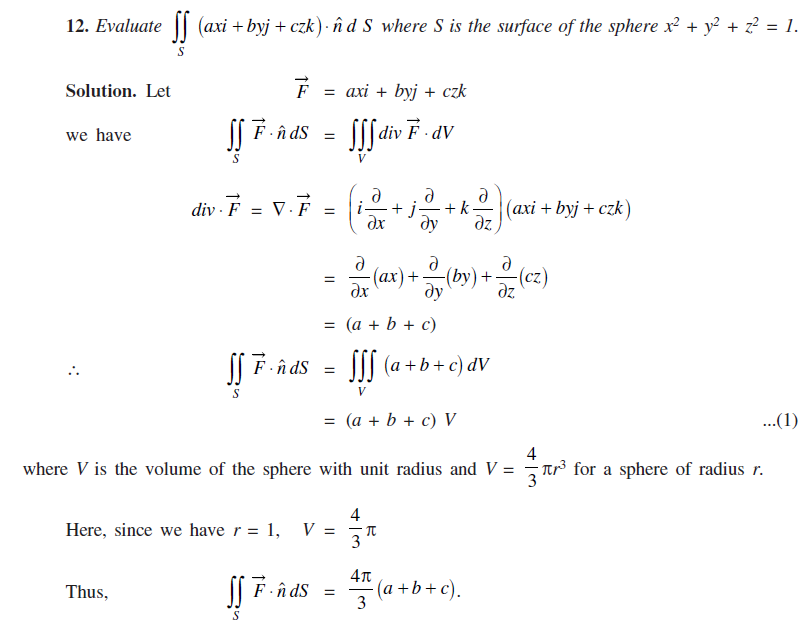 12. Evaluate ∬_S (axi + byj + czk) · n̂ d S where S is the surface of the sphere x² + y² + z² = 1.
Solution. Let F⃗ = axi + byj + czk
we have ∬_S F⃗ · n̂ dS = ∭_V div F⃗ · dV
div · F⃗ = ∇ · F⃗ = (i ∂/∂x + j ∂/∂y + k ∂/∂z) (axi + byj + czk)
= ∂/∂x (ax) + ∂/∂y (by) + ∂/∂z (cz)
= (a + b + c)
∴ ∬_S F⃗ · n̂ dS = ∭_V (a + b + c) dV
= (a + b + c) V ...(1)
where V is the volume of the sphere with unit radius and V = 4/3 πr³ for a sphere of radius r.
Here, since we have r = 1, V = 4/3 π
Thus, ∬_S F⃗ · n̂ dS = 4π/3 (a + b + c).